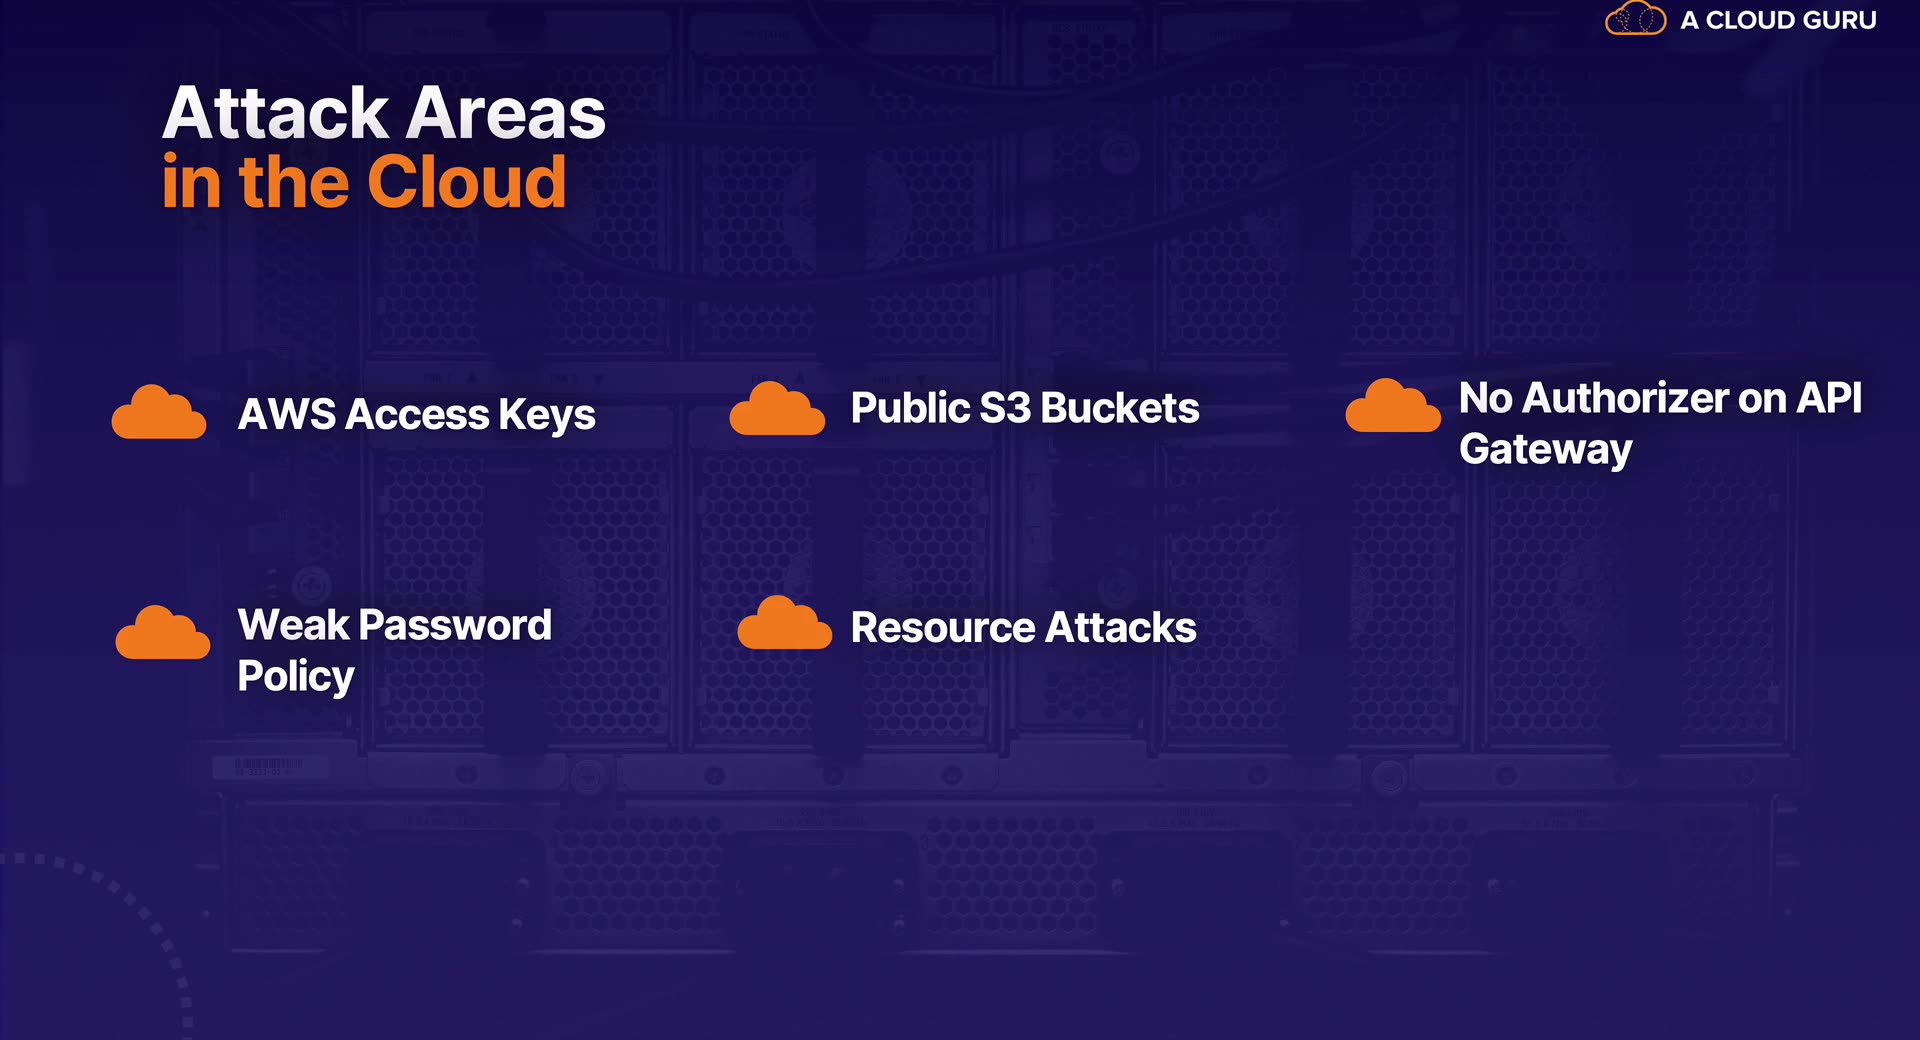 A CLOUD GURU
Attack Areas
in the Cloud
AWS Access Keys
Public S3 Buckets
No Authorizer on API
Gateway
Weak Password
Policy
Resource Attacks